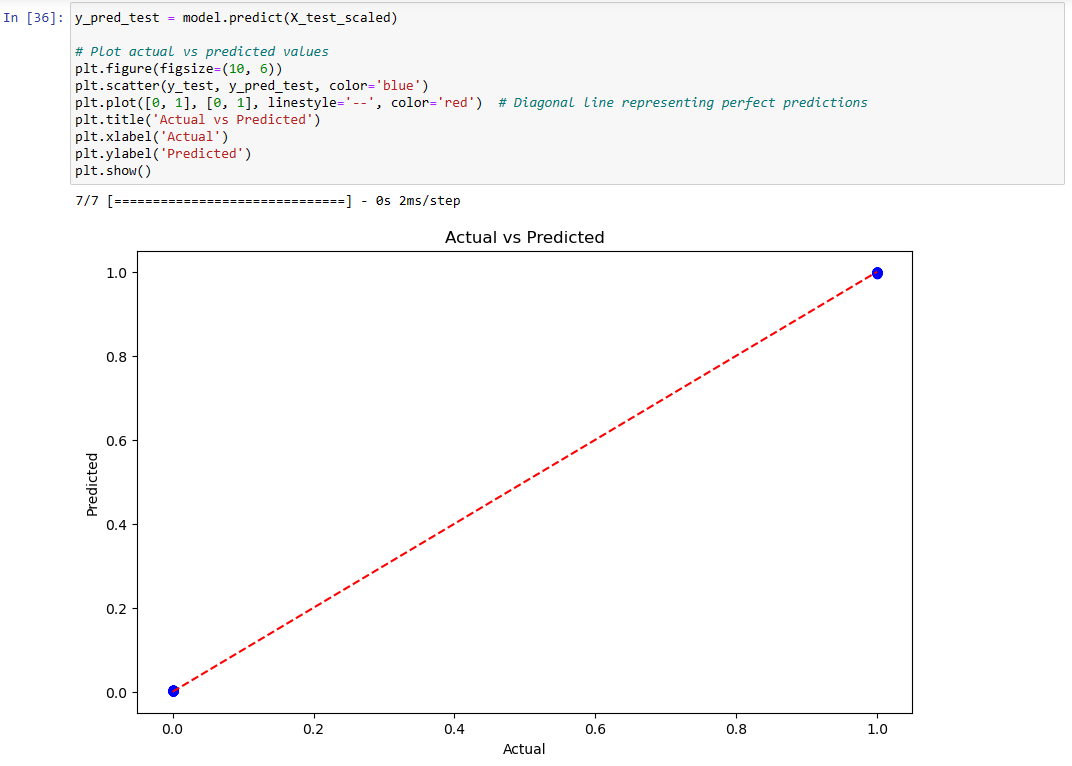 In [36]: y_pred_test = model.predict(X_test_scaled)
# Plot actual vs predicted values
plt.figure(figsize=(10, 6))
plt.scatter(y_test, y_pred_test, color='blue')
plt.plot([0, 1], [0, 1], linestyle='--', color='red')  # Diagonal line representing perfect predictions
plt.title('Actual vs Predicted')
plt.xlabel('Actual')
plt.ylabel('Predicted')
plt.show()
7/7 [==============================] - 0s 2ms/step
Actual vs Predicted
1.0
0.8
0.6
0.4
0.2
0.0
Predicted
0.0 0.2 0.4 0.6 0.8 1.0
Actual